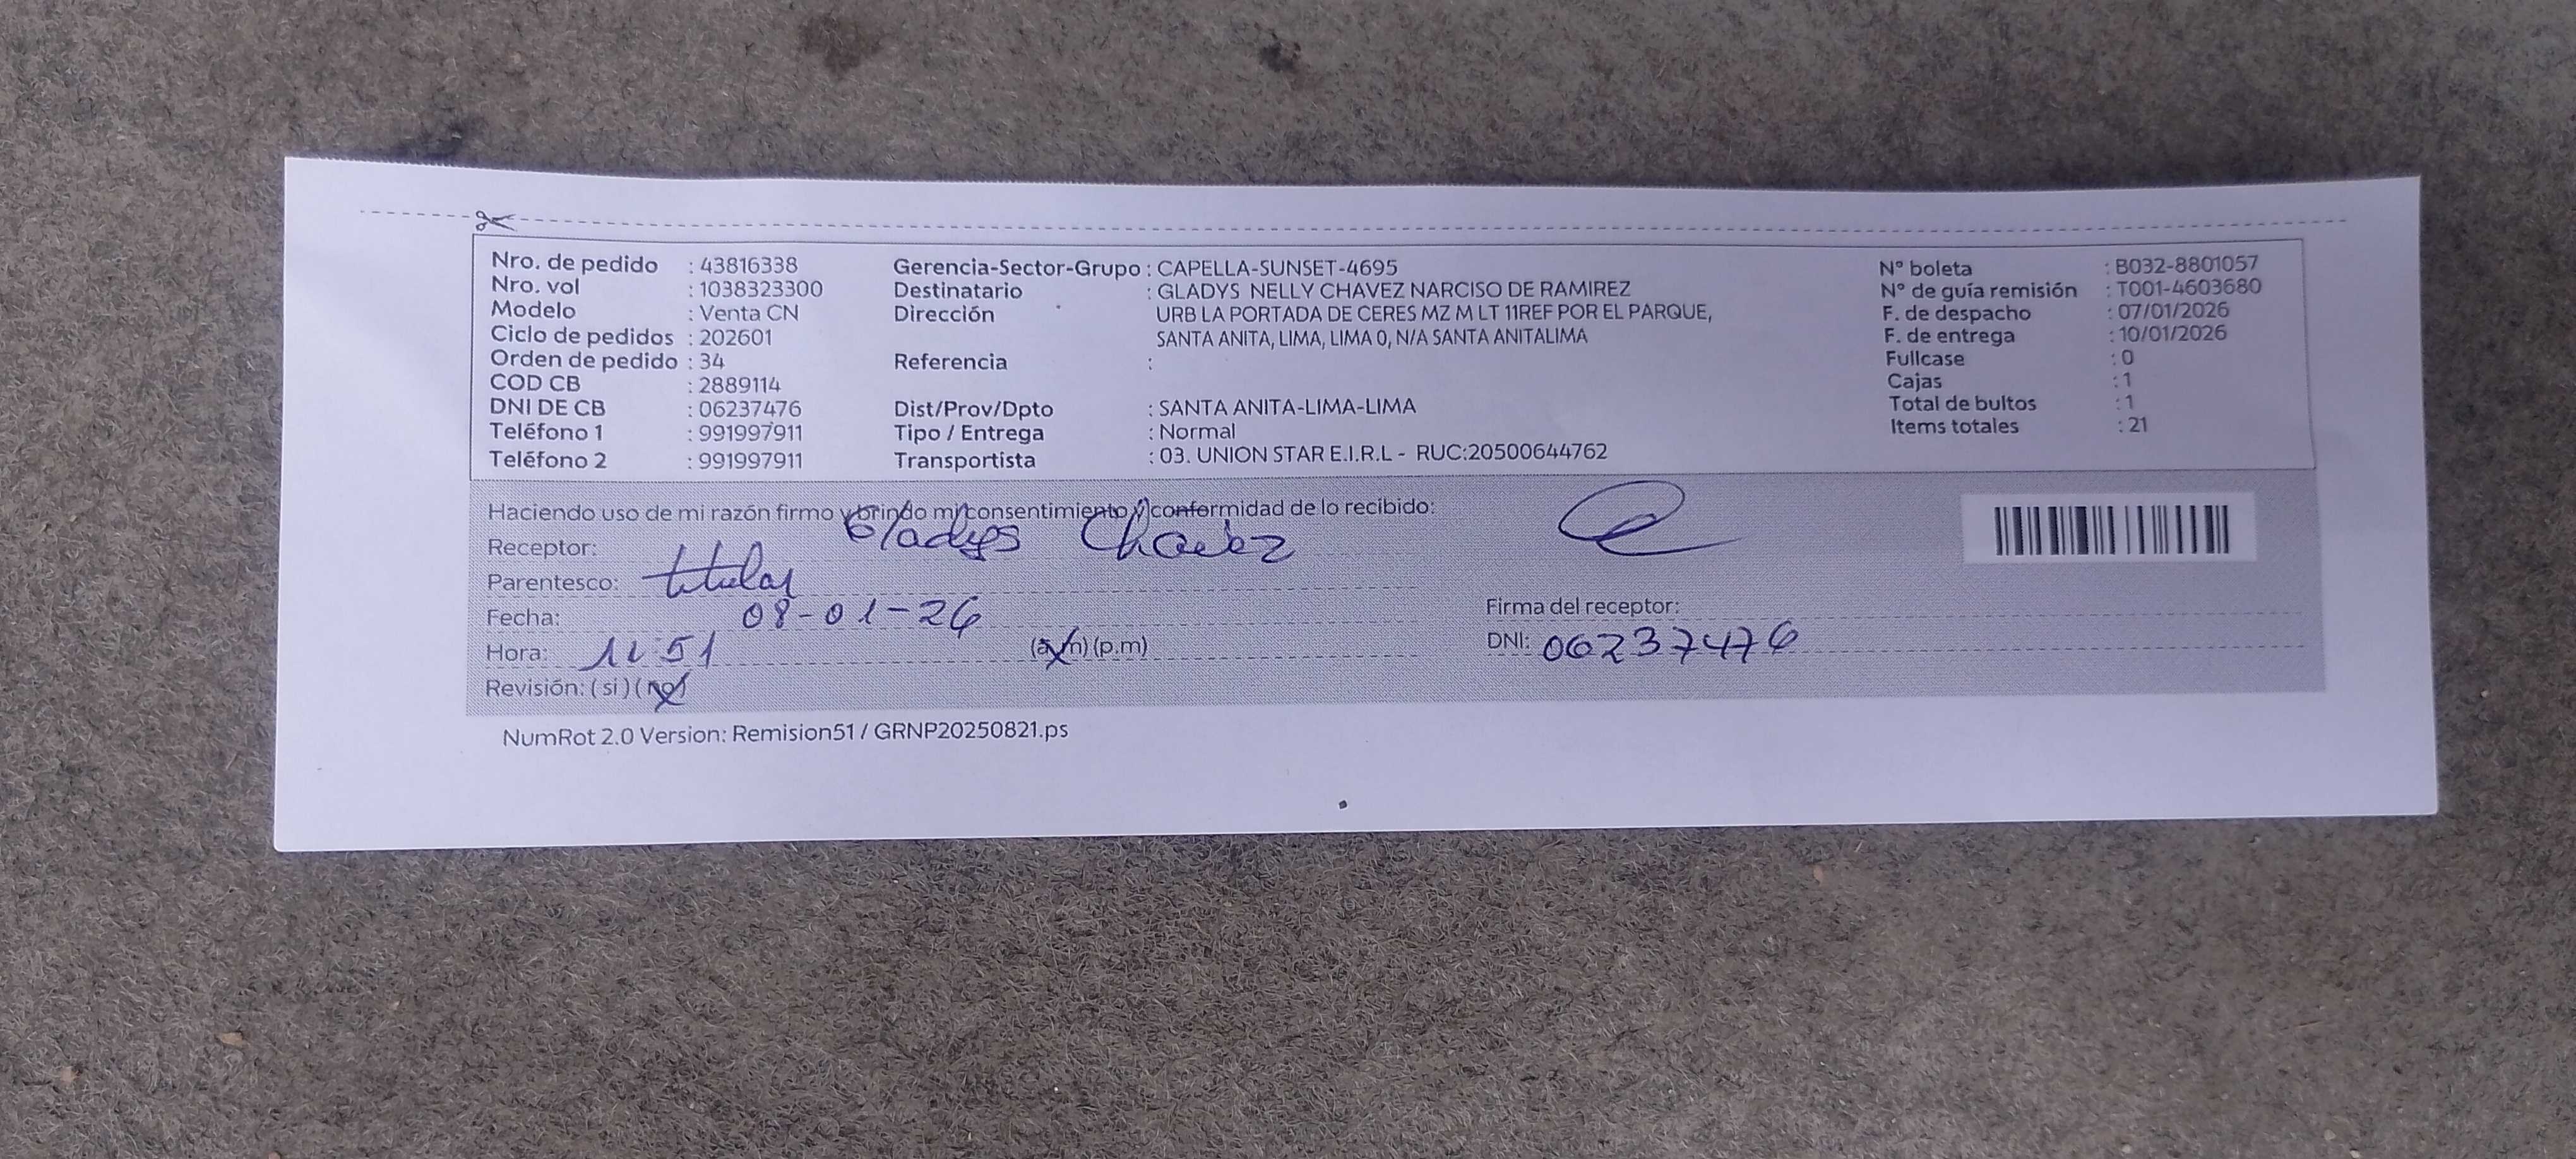 Nro. de pedido : 43816338 Gerencia-Sector-Grupo : CAPELLA-SUNSET-4695 N° boleta : B032-8801057
Nro. vol : 1038323300 Destinatario : GLADYS NELLY CHAVEZ NARCISO DE RAMIREZ N° de guía remisión : T001-4603680
Modelo : Venta CN Dirección URB LA PORTADA DE CERES MZ M LT 11REF POR EL PARQUE, F. de despacho : 07/01/2026
Ciclo de pedidos : 202601 SANTA ANITA, LIMA, LIMA 0, N/A SANTA ANITALIMA F. de entrega : 10/01/2026
Orden de pedido : 34 Referencia : Fullcase : 0
COD CB : 2889114 Cajas : 1
DNI DE CB : 06237476 Dist/Prov/Dpto : SANTA ANITA-LIMA-LIMA Total de bultos : 1
Teléfono 1 : 991997911 Tipo / Entrega : Normal Items totales : 21
Teléfono 2 : 991997911 Transportista : 03. UNION STAR E.I.R.L - RUC:20500644762
Haciendo uso de mi razón firmo y brindo mi consentimiento y conformidad de lo recibido:
Receptor: Gladys Chavez
Parentesco: titular
Fecha: 08-01-26 Firma del receptor:
Hora: 11:51 (a.m) (p.m) DNI: 06237476
Revisión: (si) (no)
NumRot 2.0 Version: Remision51 / GRNP20250821.ps